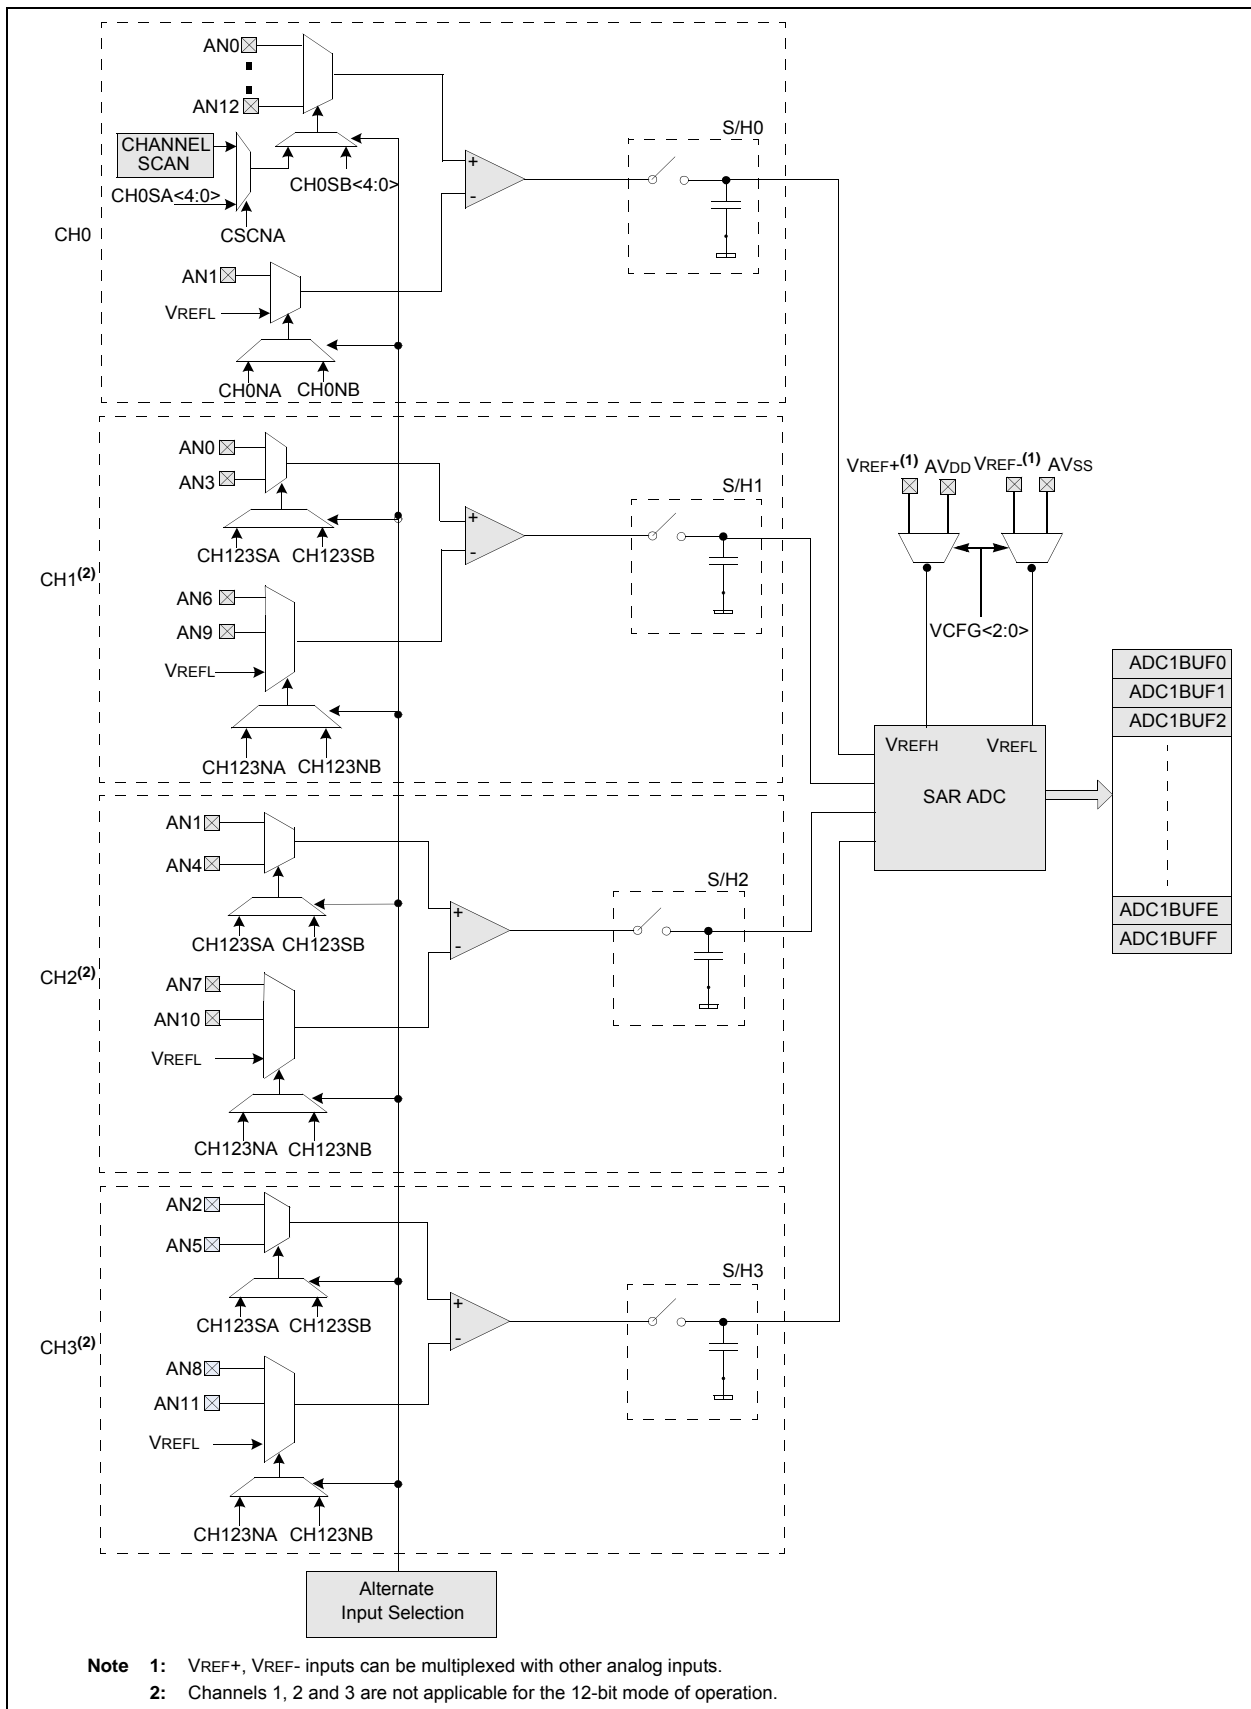 AN0
AN12
CHANNEL
SCAN
CH0SA<4:0>
CH0SB<4:0>
CSCNA
CH0
+
-
S/H0
AN1
VREFL
CH0NA
CH0NB
AN0
AN3
CH123SA
CH123SB
CH1(2)
+
-
S/H1
AN6
AN9
VREFL
CH123NA
CH123NB
VREF+(1)
AVDD
VREF-(1)
AVSS
VCFG<2:0>
VREFH
VREFL
SAR ADC
ADC1BUF0
ADC1BUF1
ADC1BUF2
ADC1BUFE
ADC1BUFF
AN1
AN4
CH123SA
CH123SB
CH2(2)
+
-
S/H2
AN7
AN10
VREFL
CH123NA
CH123NB
AN2
AN5
CH123SA
CH123SB
CH3(2)
+
-
S/H3
AN8
AN11
VREFL
CH123NA
CH123NB
Alternate
Input Selection
Note 1: VREF+, VREF- inputs can be multiplexed with other analog inputs.
2: Channels 1, 2 and 3 are not applicable for the 12-bit mode of operation.